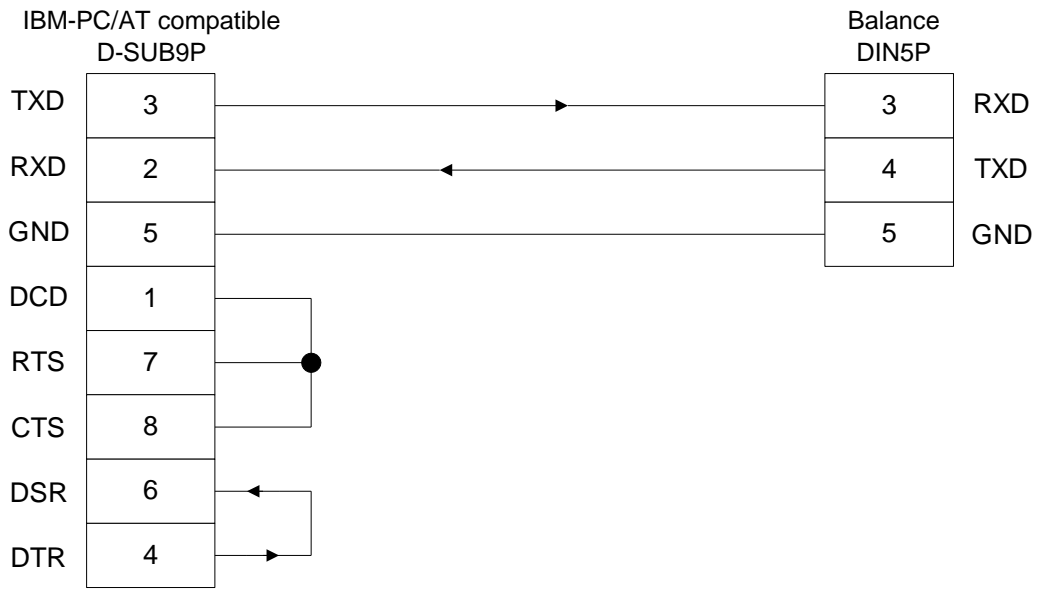 IBM-PC/AT compatible
D-SUB9P
Balance
DIN5P
TXD 3 3 RXD
RXD 2 4 TXD
GND 5 5 GND
DCD 1
RTS 7
CTS 8
DSR 6
DTR 4